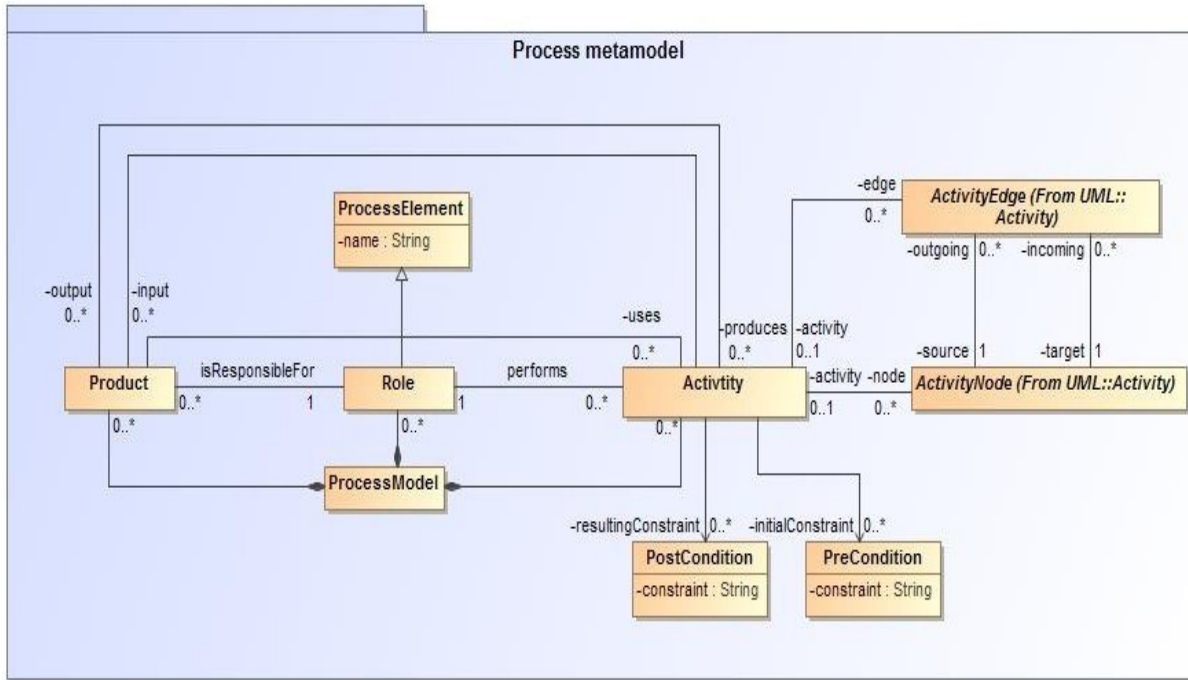 Process metamodel
-edge
0..*
ActivityEdge (From UML::
Activity)
ProcessElement
-name : String
-outgoing
0..*
-incoming
0..*
-output
0..*
-input
0..*
-uses
0..*
-produces
0..*
-activity
0..1
-source
1
-target
1
Product
isResponsibleFor
0..*
1
Role
performs
1
0..*
Activtity
-activity
0..1
-node
0..*
ActivityNode (From UML::Activity)
0..*
0..*
0..*
ProcessModel
-resultingConstraint
0..*
-initialConstraint
0..*
PostCondition
-constraint : String
PreCondition
-constraint : String